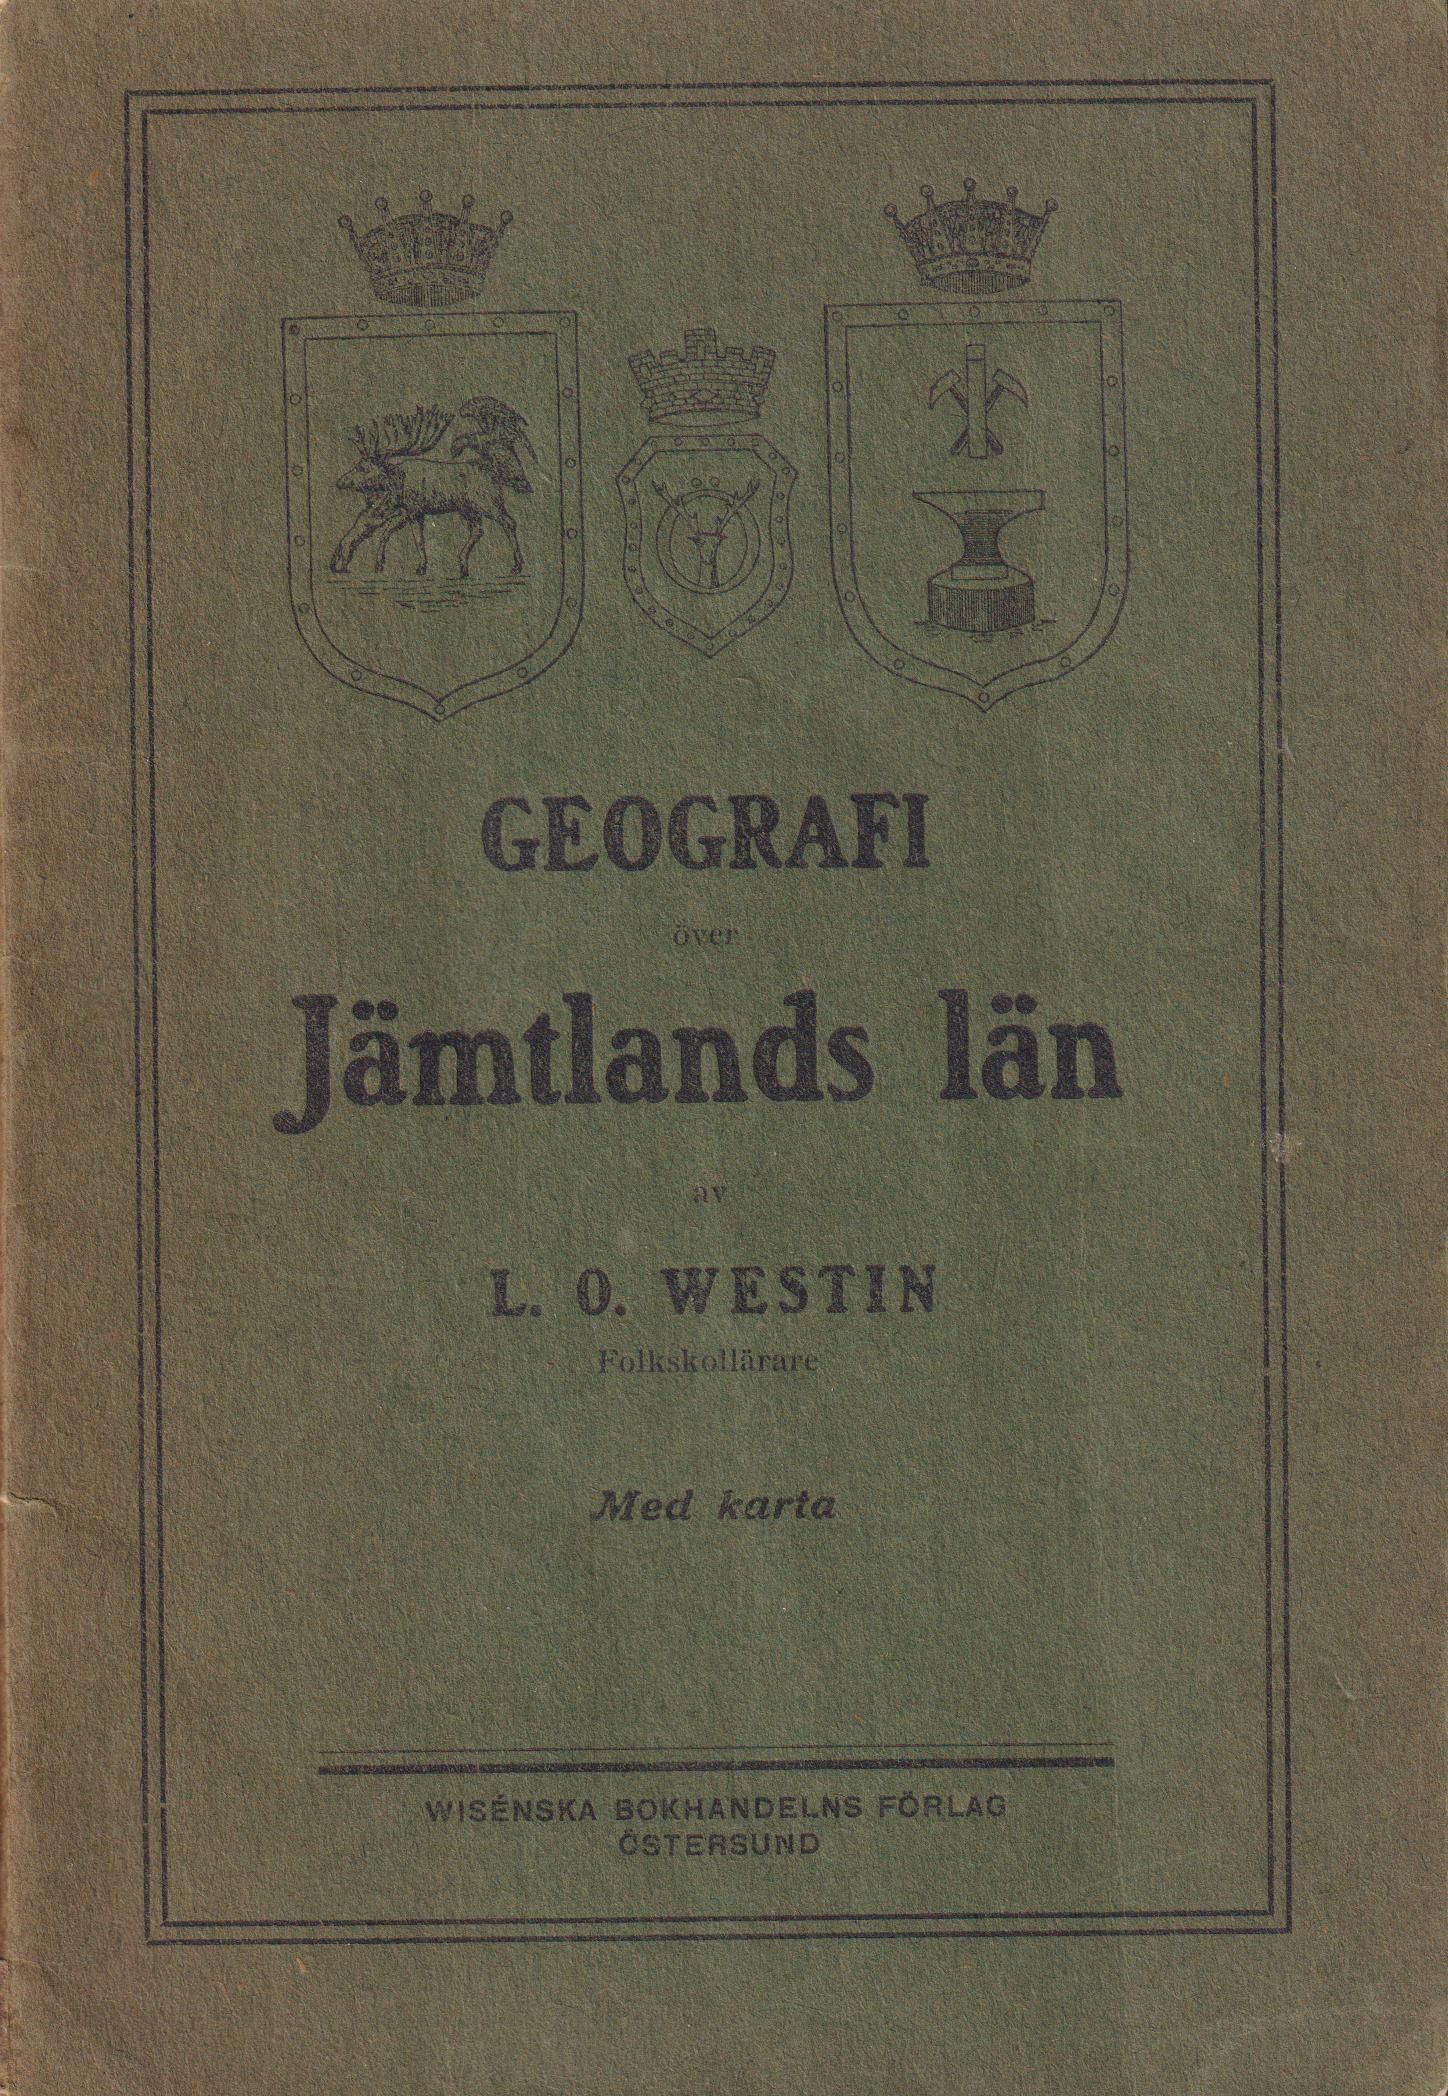 GEOGRAFI
över
Jämtlands län
av
L. O. WESTIN
Folkskollärare
Med karta
WISÉNSKA BOKHANDELNS FÖRLAG
ÖSTERSUND